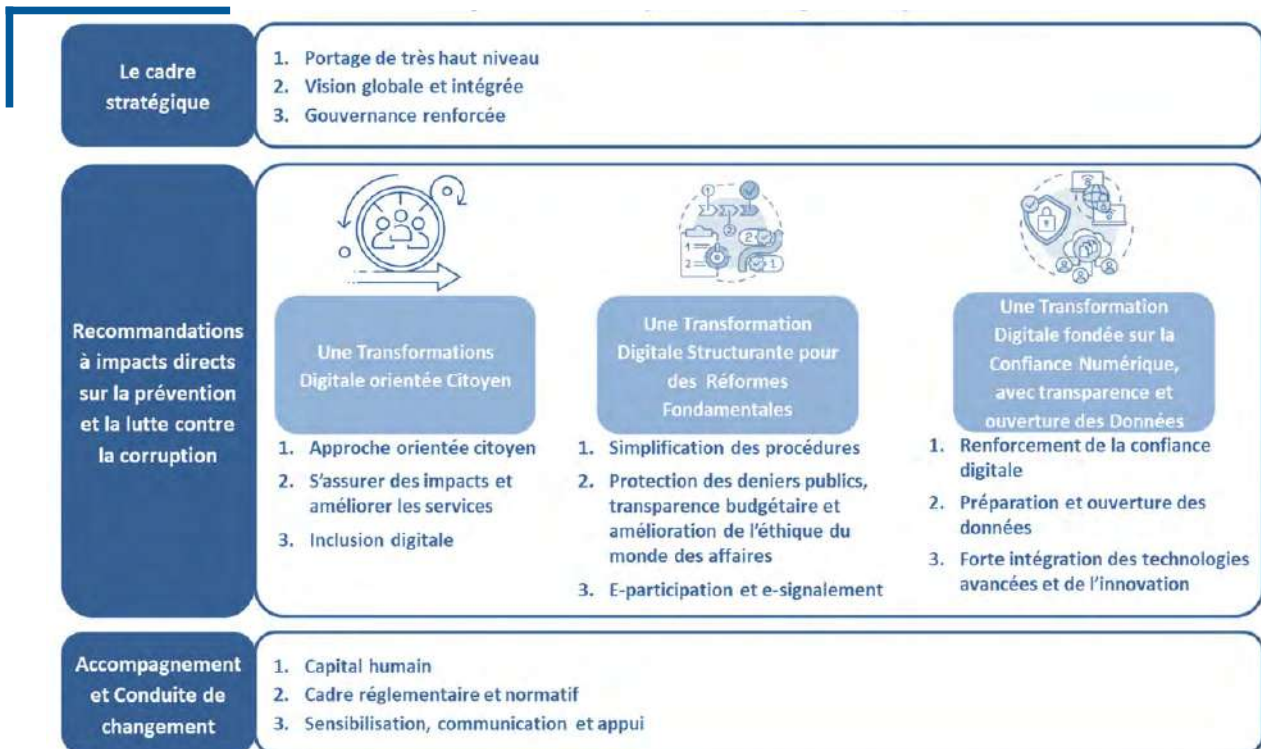 Le cadre
stratégique
1. Portage de très haut niveau
2. Vision globale et intégrée
3. Gouvernance renforcée
Recommandations
à impacts directs
sur la prévention
et la lutte contre
la corruption
Une Transformations
Digitale orientée Citoyen
1. Approche orientée citoyen
2. S'assurer des impacts et
améliorer les services
3. Inclusion digitale
Une Transformation
Digitale Structurante pour
des Réformes
Fondamentales
1. Simplification des procédures
2. Protection des deniers publics,
transparence budgétaire et
amélioration de l'éthique du
monde des affaires
3. E-participation et e-signalement
Une Transformation
Digitale fondée sur la
Confiance Numérique,
avec transparence et
ouverture des Données
1. Renforcement de la confiance
digitale
2. Préparation et ouverture des
données
3. Forte intégration des technologies
avancées et de l'innovation
Accompagnement
et Conduite de
changement
1. Capital humain
2. Cadre réglementaire et normatif
3. Sensibilisation, communication et appui